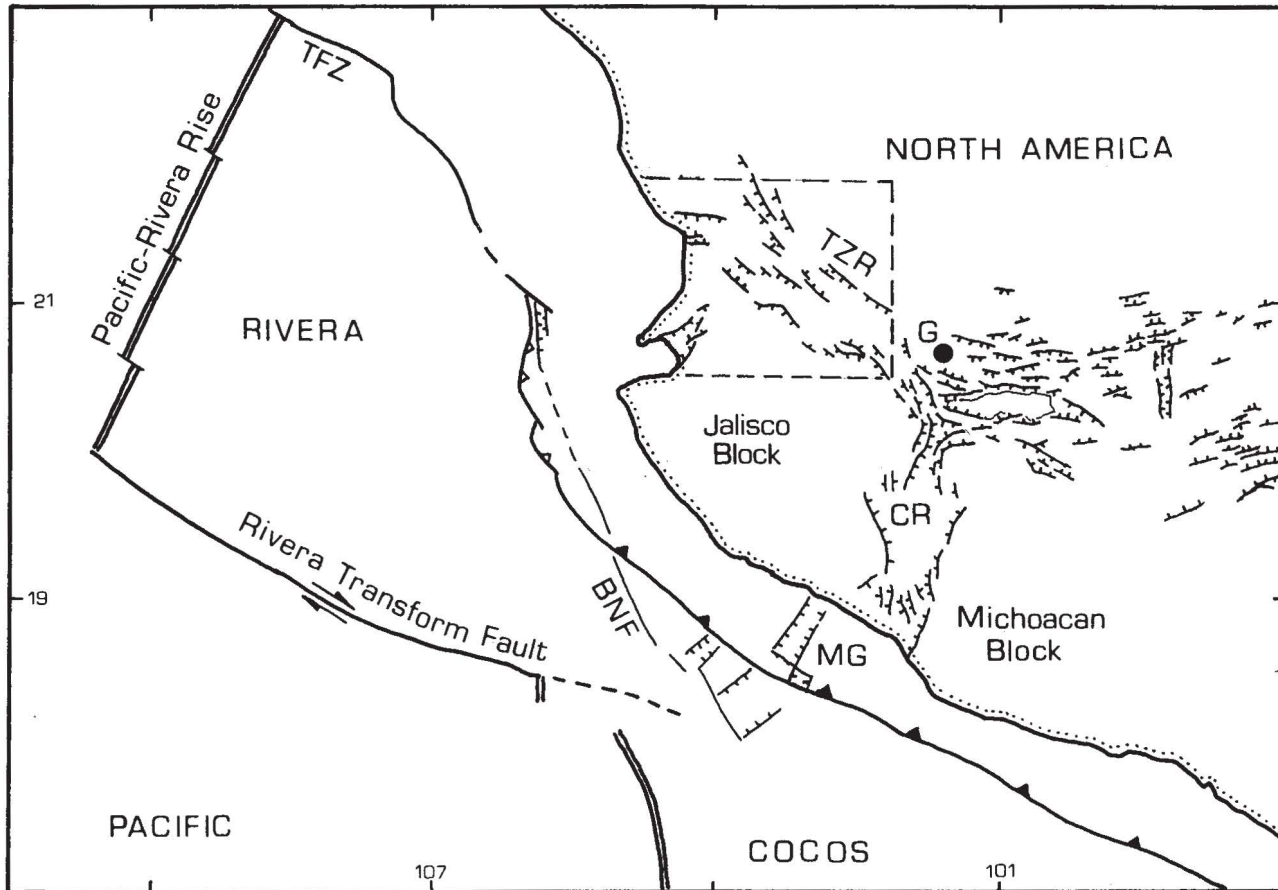 TFZ
Pacific-Rivera Rise
NORTH AMERICA
TZR
21
RIVERA
G
Jalisco
Block
CR
Rivera Transform Fault
19
BNF
MG
Michoacan
Block
PACIFIC
107
COCOS
101